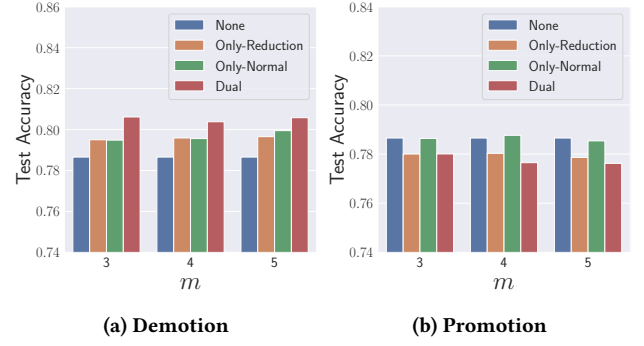 0.86
0.84
0.82
0.80
0.78
0.76
0.74
Test Accuracy
None
Only-Reduction
Only-Normal
Dual
3
4
5
m
(a) Demotion
0.84
0.82
0.80
0.78
0.76
0.74
Test Accuracy
None
Only-Reduction
Only-Normal
Dual
3
4
5
m
(b) Promotion